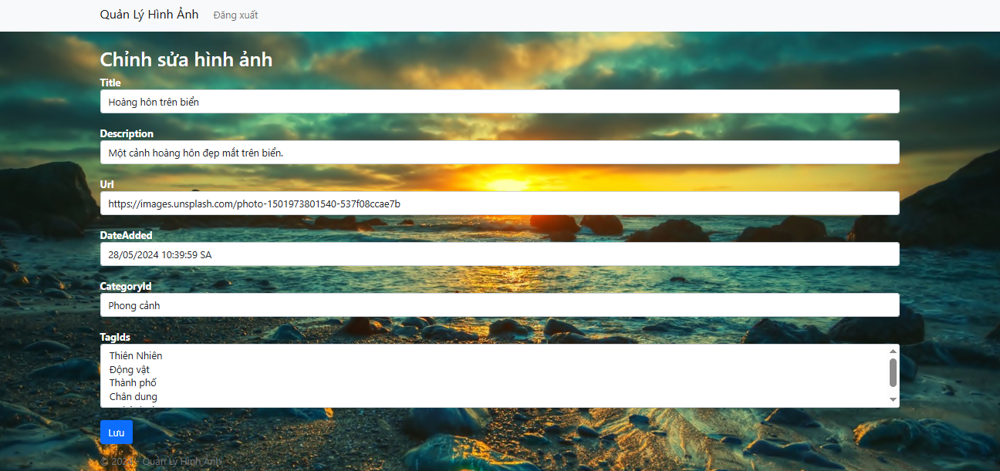 Quản Lý Hình Ảnh Đăng xuất
Chỉnh sửa hình ảnh
Title
Hoàng hôn trên biển
Description
Một cảnh hoàng hôn đẹp mắt trên biển.
Url
https://images.unsplash.com/photo-1501973801540-537f08ccae7b
DateAdded
28/05/2024 10:39:59 SA
CategoryId
Phong cảnh
TagIds
Thiên Nhiên
Động vật
Thành phố
Chân dung
Lưu
© 2024 - Quản Lý Hình Ảnh